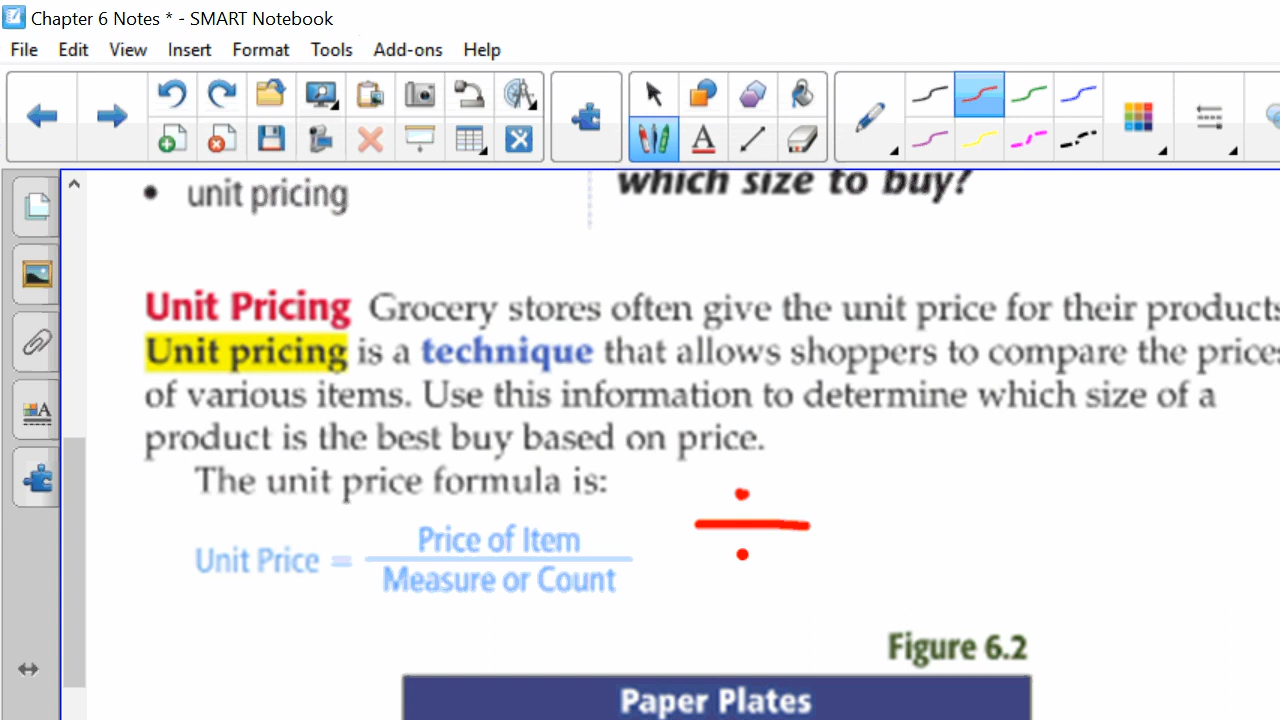 Chapter 6 Notes * - SMART Notebook
File Edit View Insert Format Tools Add-ons Help
• unit pricing
which size to buy?
Unit Pricing Grocery stores often give the unit price for their products
Unit pricing is a technique that allows shoppers to compare the prices
of various items. Use this information to determine which size of a
product is the best buy based on price.
The unit price formula is:
÷
Unit Price = Price of Item
Measure or Count
Figure 6.2
Paper Plates